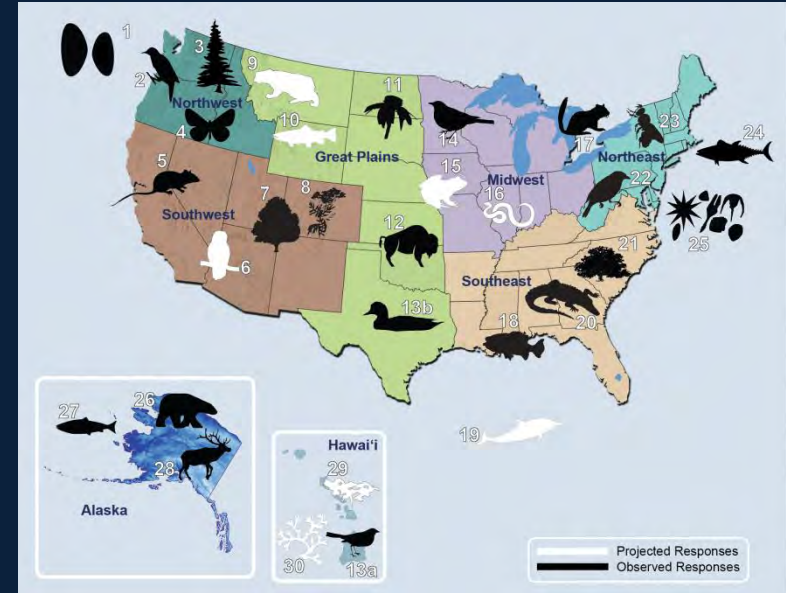 1
2
3
Northwest
4
5
Southwest
6
7
8
9
10
Great Plains
11
12
13b
14
15
Midwest
16
17
Northeast
23
24
22
25
21
Southeast
20
18
19
26
27
28
Alaska
Hawai‘i
29
30
13a
Projected Responses
Observed Responses